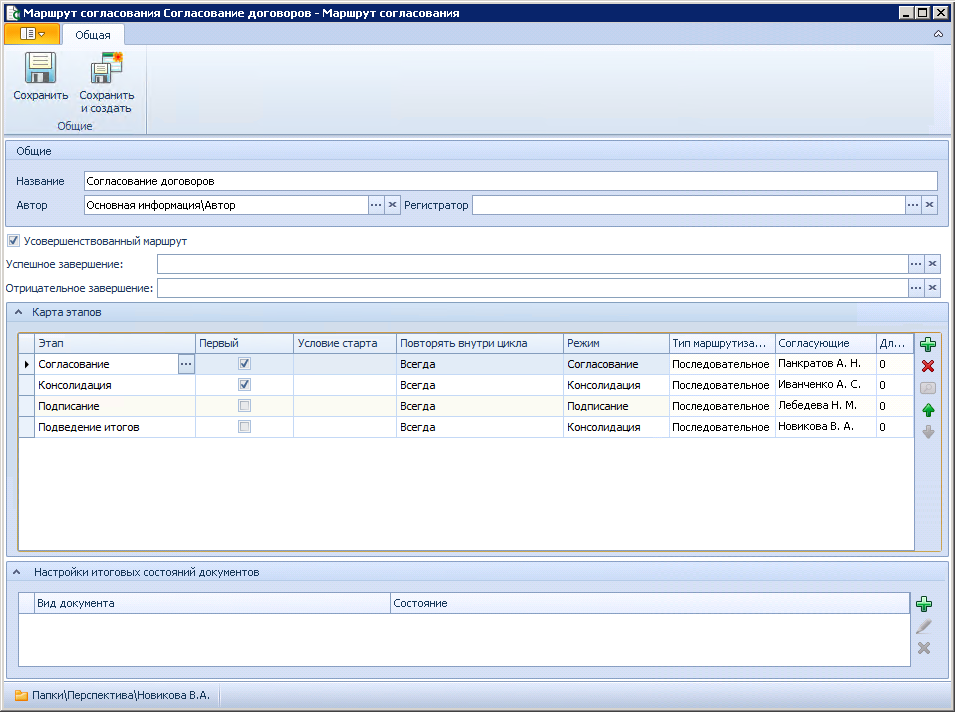 Маршрут согласования Согласование договоров - Маршрут согласования
Общая
Сохранить
Сохранить и создать
Общие
Общие
Название Согласование договоров
Автор Основная информация\Автор ... Регистратор ...
Усовершенствованный маршрут
Успешное завершение: ...
Отрицательное завершение: ...
Карта этапов
Этап Первый Условие старта Повторять внутри цикла Режим Тип маршрутиза... Согласующие Дл...
Согласование ... Всегда Согласование Последовательное Панкратов А. Н. 0
Консолидация Всегда Консолидация Последовательное Иванченко А. С. 0
Подписание Всегда Подписание Последовательное Лебедева Н. М. 0
Подведение итогов Всегда Консолидация Последовательное Новикова В. А. 0
Настройки итоговых состояний документов
Вид документа Состояние
Папки\Перспектива\Новикова В.А.